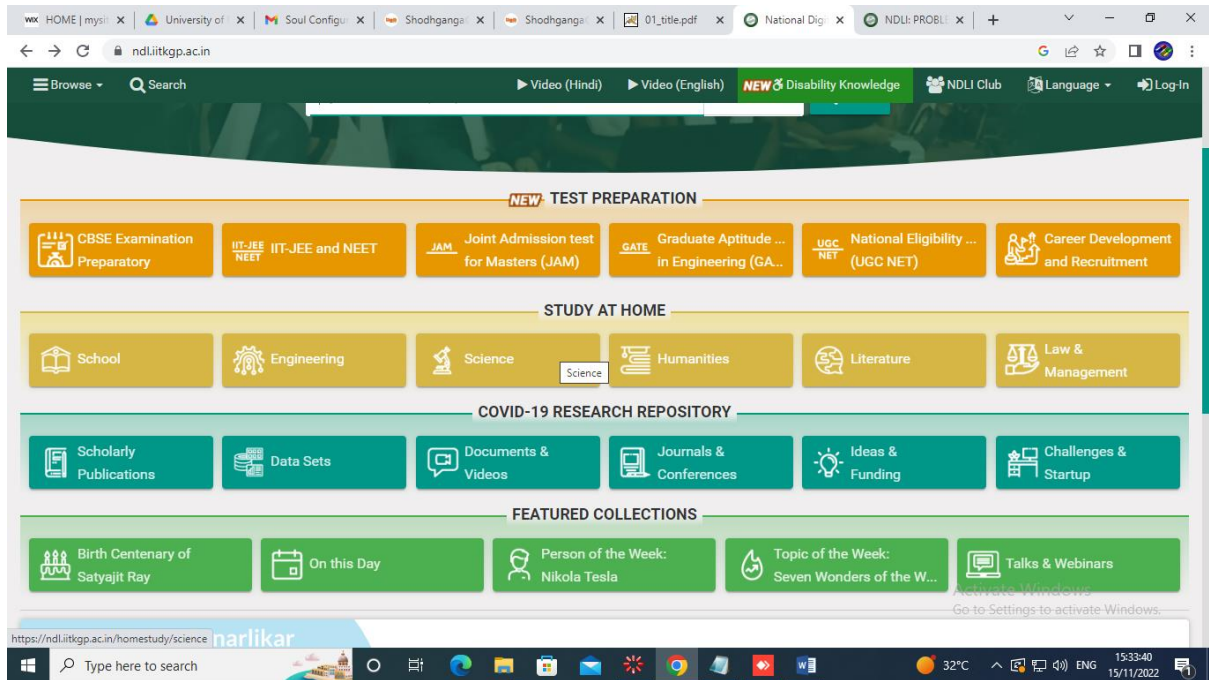 WIX HOME | mysit
University of
Soul Configur
Shodhganga
Shodhganga
01_title.pdf
National Digi
NDLI: PROBL
ndl.iitkgp.ac.in
Browse
Search
Video (Hindi)
Video (English)
NEW Disability Knowledge
NDLI Club
Language
Log-In
NEW TEST PREPARATION
CBSE Examination
Preparatory
IIT-JEE
NEET
IIT-JEE and NEET
JAM
Joint Admission test
for Masters (JAM)
GATE
Graduate Aptitude ...
in Engineering (GA...
UGC
NET
National Eligibility ...
(UGC NET)
Career Development
and Recruitment
STUDY AT HOME
School
Engineering
Science
Science
Humanities
Literature
Law &
Management
COVID-19 RESEARCH REPOSITORY
Scholarly
Publications
Data Sets
Documents &
Videos
Journals &
Conferences
Ideas &
Funding
Challenges &
Startup
FEATURED COLLECTIONS
Birth Centenary of
Satyajit Ray
On this Day
Person of the Week:
Nikola Tesla
Topic of the Week:
Seven Wonders of the W...
Talks & Webinars
Activate Windows
Go to Settings to activate Windows.
https://ndl.iitkgp.ac.in/homestudy/science
narlikar
Type here to search
32°C
ENG
15:33:40
15/11/2022